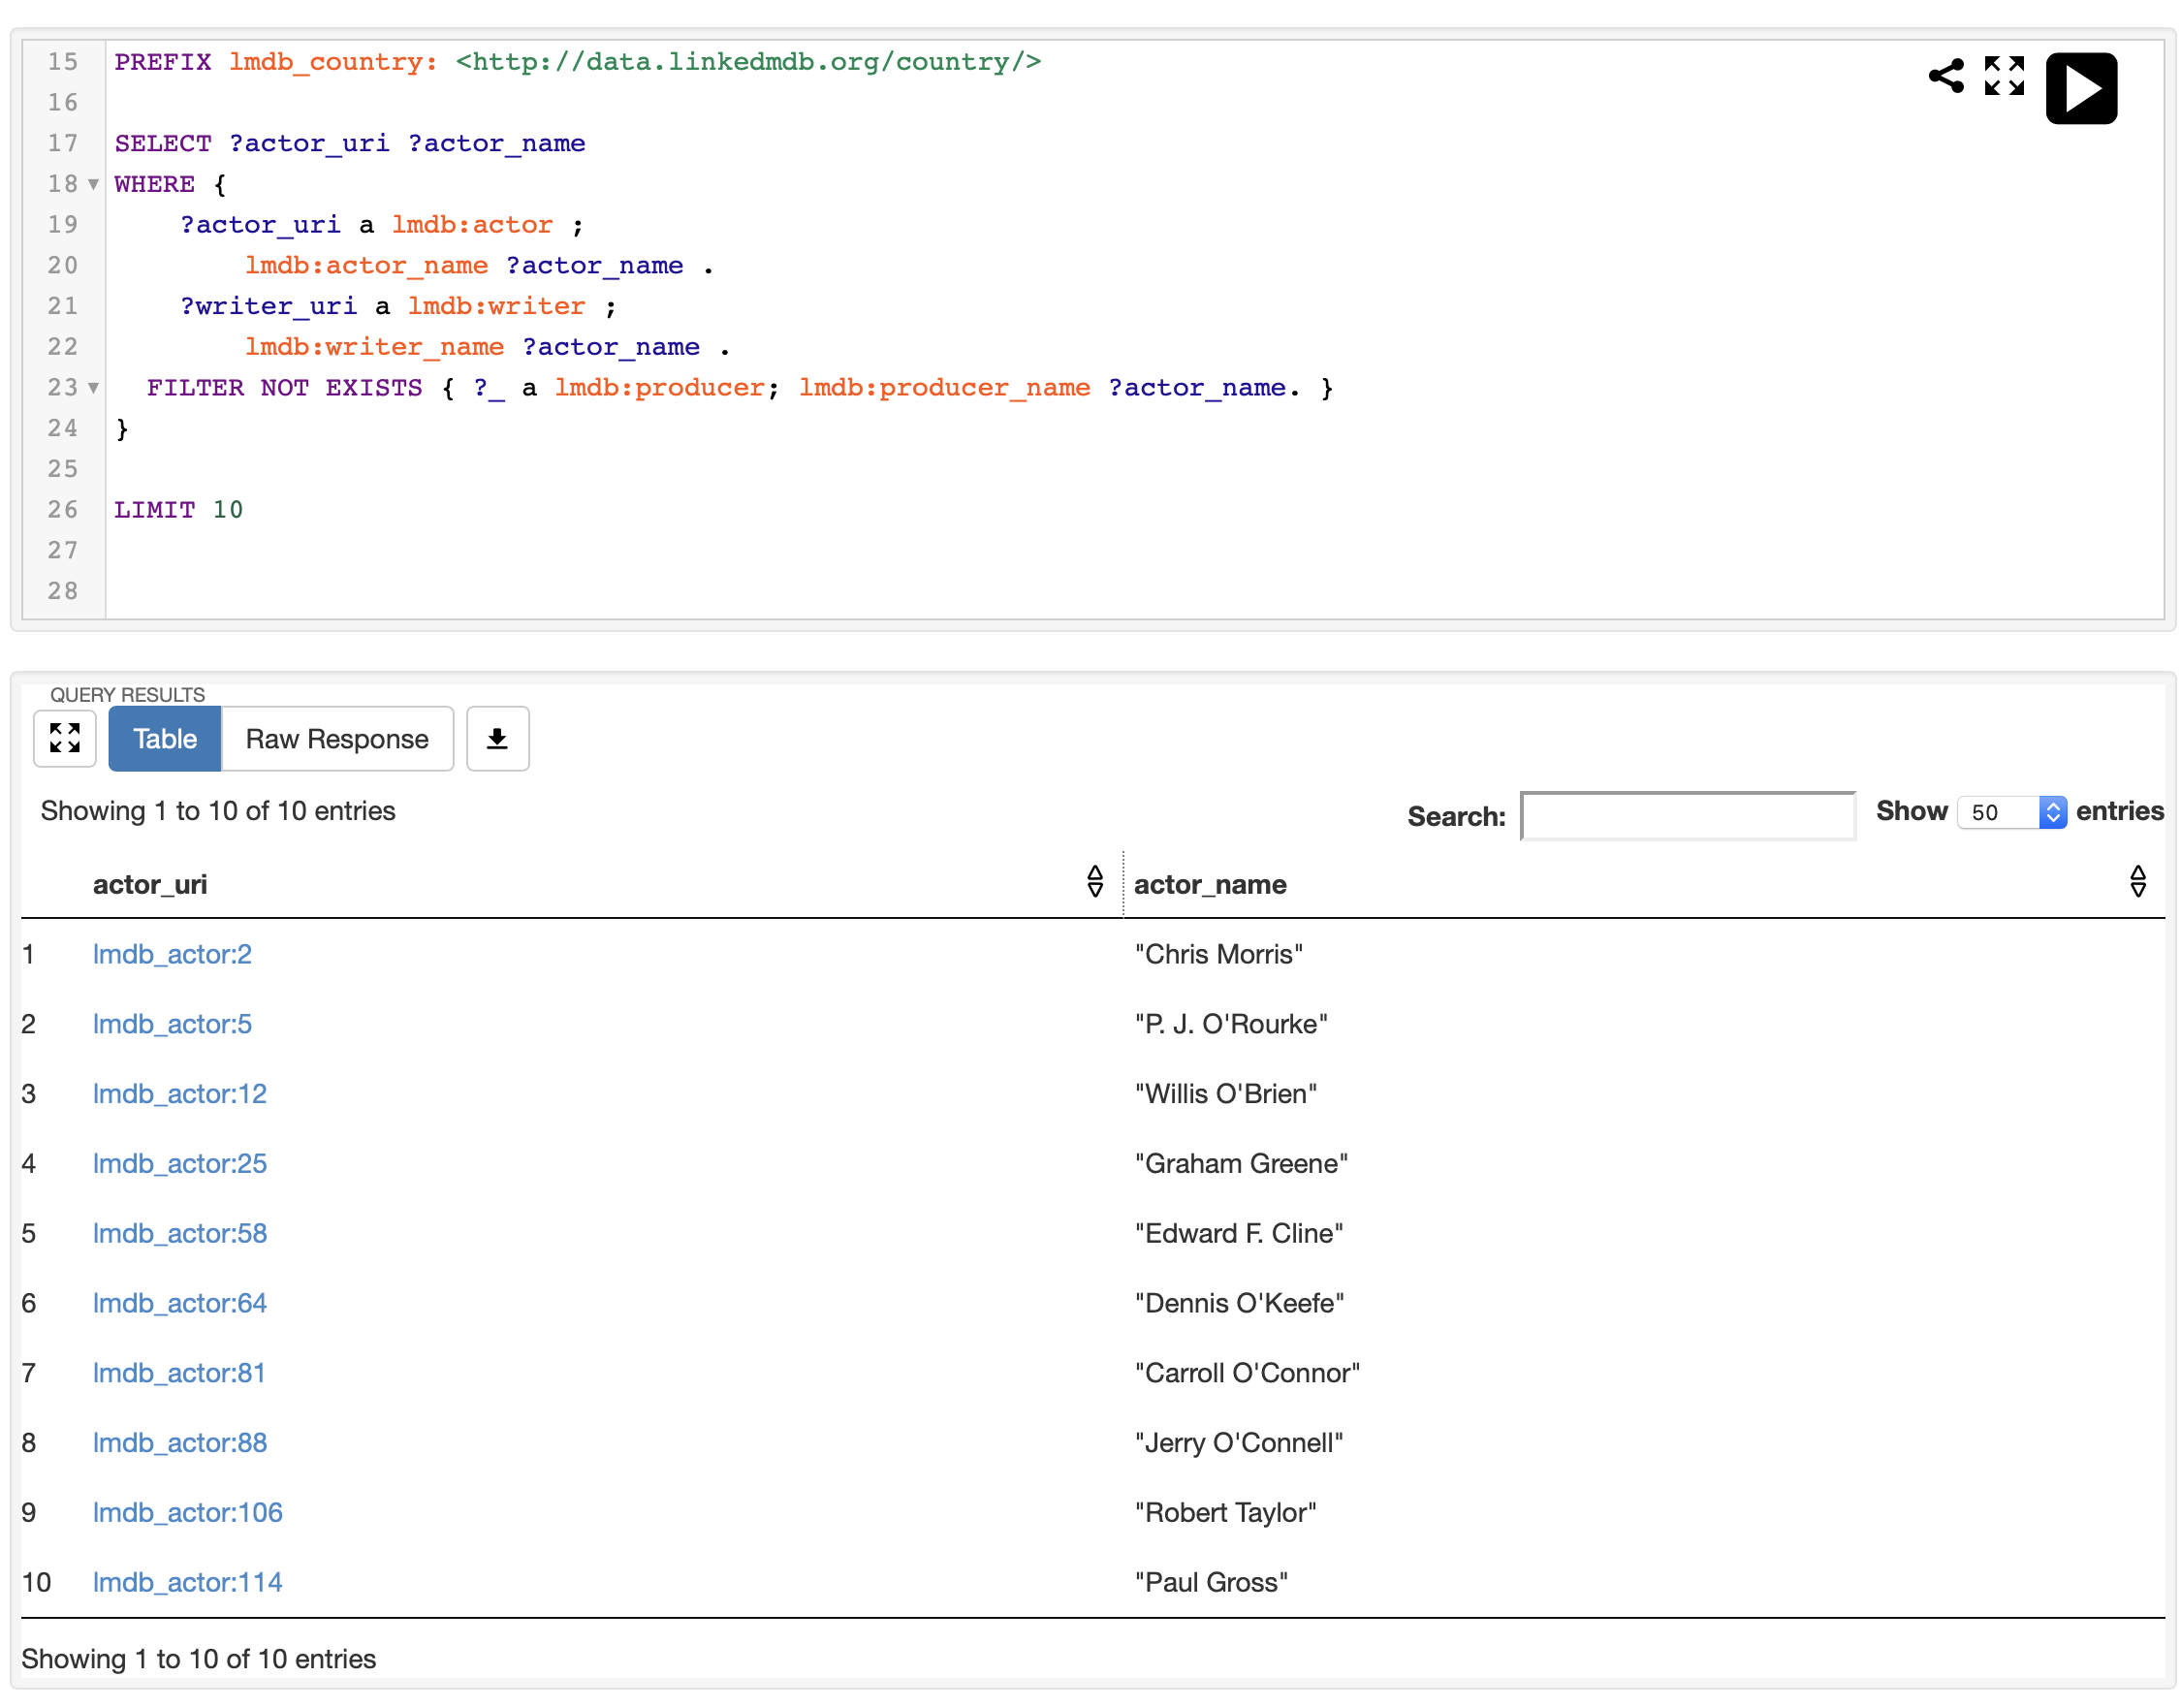 15 PREFIX lmdb_country: <http://data.linkedmdb.org/country/>
16
17 SELECT ?actor_uri ?actor_name
18 WHERE {
19 ?actor_uri a lmdb:actor ;
20 lmdb:actor_name ?actor_name .
21 ?writer_uri a lmdb:writer ;
22 lmdb:writer_name ?actor_name .
23 FILTER NOT EXISTS { ?_ a lmdb:producer; lmdb:producer_name ?actor_name. }
24 }
25
26 LIMIT 10
27
28
QUERY RESULTS
Table Raw Response
Showing 1 to 10 of 10 entries Search: Show 50 entries
actor_uri actor_name
1 lmdb_actor:2 "Chris Morris"
2 lmdb_actor:5 "P. J. O'Rourke"
3 lmdb_actor:12 "Willis O'Brien"
4 lmdb_actor:25 "Graham Greene"
5 lmdb_actor:58 "Edward F. Cline"
6 lmdb_actor:64 "Dennis O'Keefe"
7 lmdb_actor:81 "Carroll O'Connor"
8 lmdb_actor:88 "Jerry O'Connell"
9 lmdb_actor:106 "Robert Taylor"
10 lmdb_actor:114 "Paul Gross"
Showing 1 to 10 of 10 entries